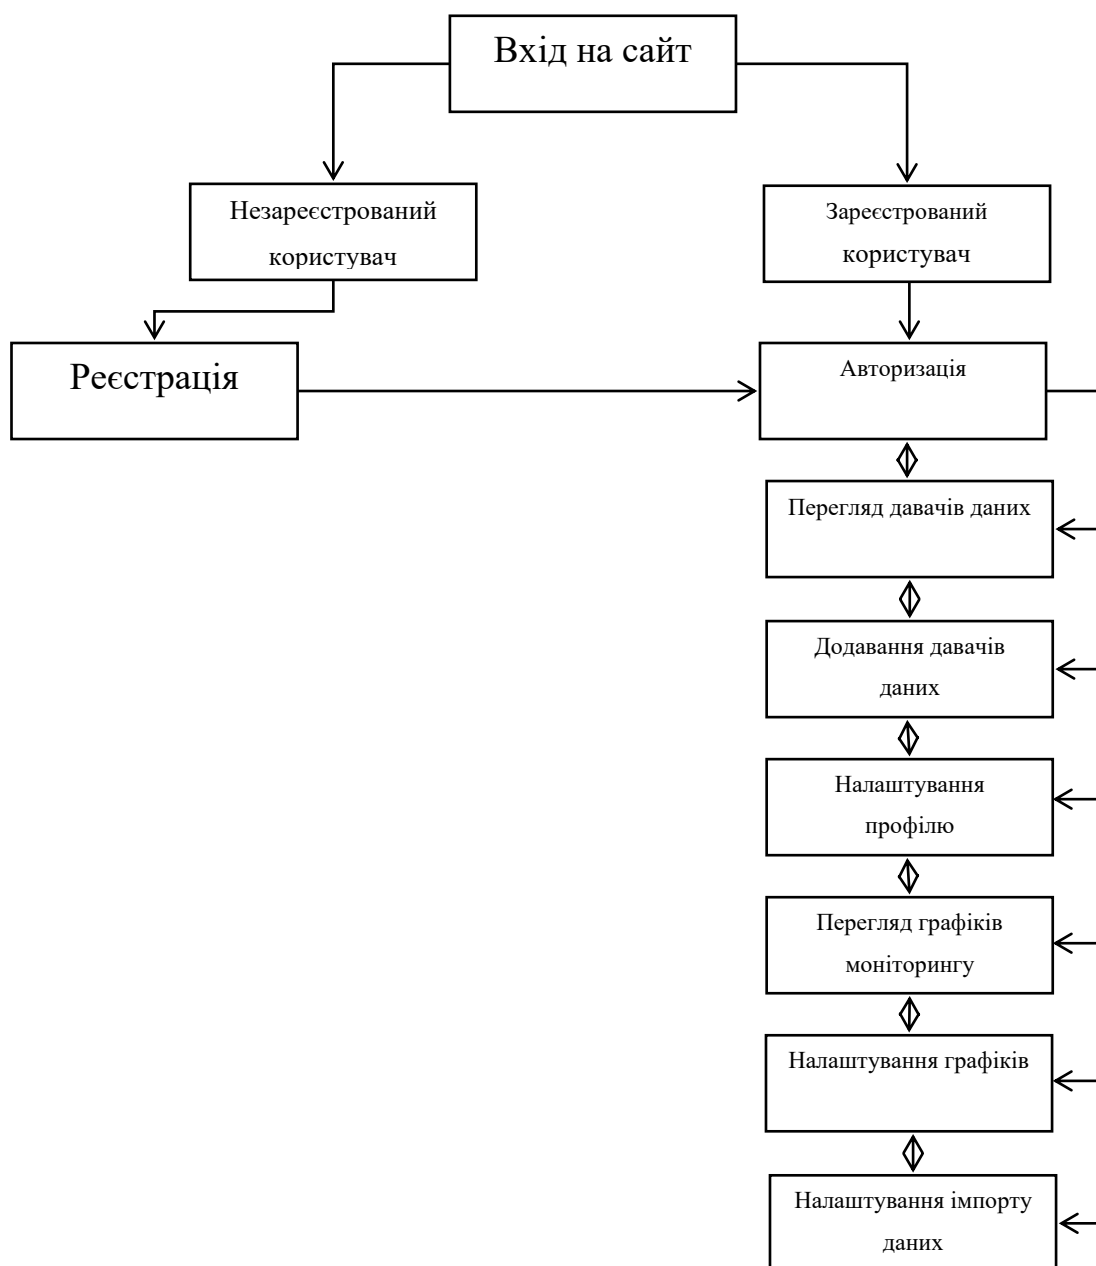 Вхід на сайт
Незареєстрований
користувач
Зареєстрований
користувач
Реєстрація
Авторизація
Перегляд давачів даних
Додавання давачів
даних
Налаштування
профілю
Перегляд графіків
моніторингу
Налаштування графіків
Налаштування імпорту
даних